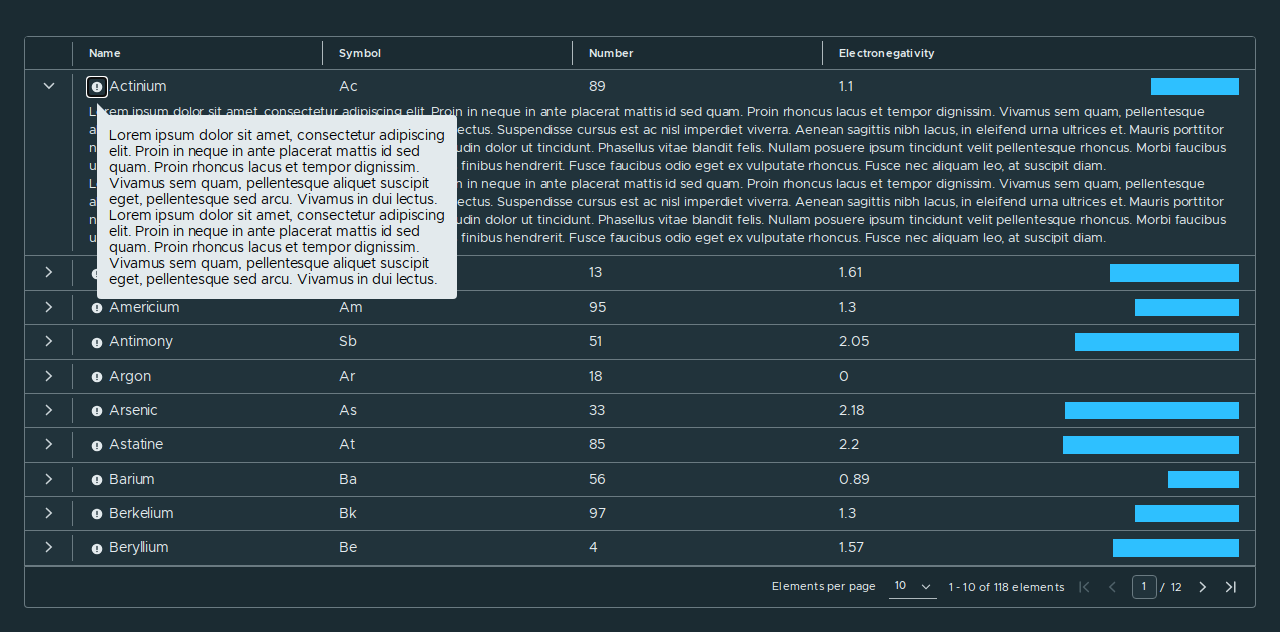 Name Symbol Number Electronegativity
Actinium Ac 89 1.1
Lorem ipsum dolor sit amet, consectetur adipiscing elit. Proin in neque in ante placerat mattis id sed quam. Proin rhoncus lacus et tempor dignissim. Vivamus sem quam, pellentesque
ectus. Suspendisse cursus est ac nisl imperdiet viverra. Aenean sagittis nibh lacus, in eleifend urna ultrices et. Mauris porttitor
udin dolor ut tincidunt. Phasellus vitae blandit felis. Nullam posuere ipsum tincidunt velit pellentesque rhoncus. Morbi faucibus
finibus hendrerit. Fusce faucibus odio eget ex vulputate rhoncus. Fusce nec aliquam leo, at suscipit diam.
in in neque in ante placerat mattis id sed quam. Proin rhoncus lacus et tempor dignissim. Vivamus sem quam, pellentesque
ectus. Suspendisse cursus est ac nisl imperdiet viverra. Aenean sagittis nibh lacus, in eleifend urna ultrices et. Mauris porttitor
udin dolor ut tincidunt. Phasellus vitae blandit felis. Nullam posuere ipsum tincidunt velit pellentesque rhoncus. Morbi faucibus
finibus hendrerit. Fusce faucibus odio eget ex vulputate rhoncus. Fusce nec aliquam leo, at suscipit diam.
Lorem ipsum dolor sit amet, consectetur adipiscing
elit. Proin in neque in ante placerat mattis id sed
quam. Proin rhoncus lacus et tempor dignissim.
Vivamus sem quam, pellentesque aliquet suscipit
eget, pellentesque sed arcu. Vivamus in dui lectus.
Lorem ipsum dolor sit amet, consectetur adipiscing
elit. Proin in neque in ante placerat mattis id sed
quam. Proin rhoncus lacus et tempor dignissim.
Vivamus sem quam, pellentesque aliquet suscipit
eget, pellentesque sed arcu. Vivamus in dui lectus.
13 1.61
Americium Am 95 1.3
Antimony Sb 51 2.05
Argon Ar 18 0
Arsenic As 33 2.18
Astatine At 85 2.2
Barium Ba 56 0.89
Berkelium Bk 97 1.3
Beryllium Be 4 1.57
Elements per page 10 1 - 10 of 118 elements 1 / 12